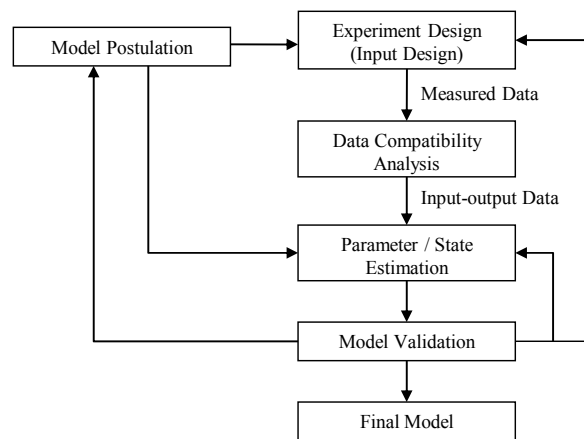 Model Postulation
Experiment Design
(Input Design)
Measured Data
Data Compatibility
Analysis
Input-output Data
Parameter / State
Estimation
Model Validation
Final Model